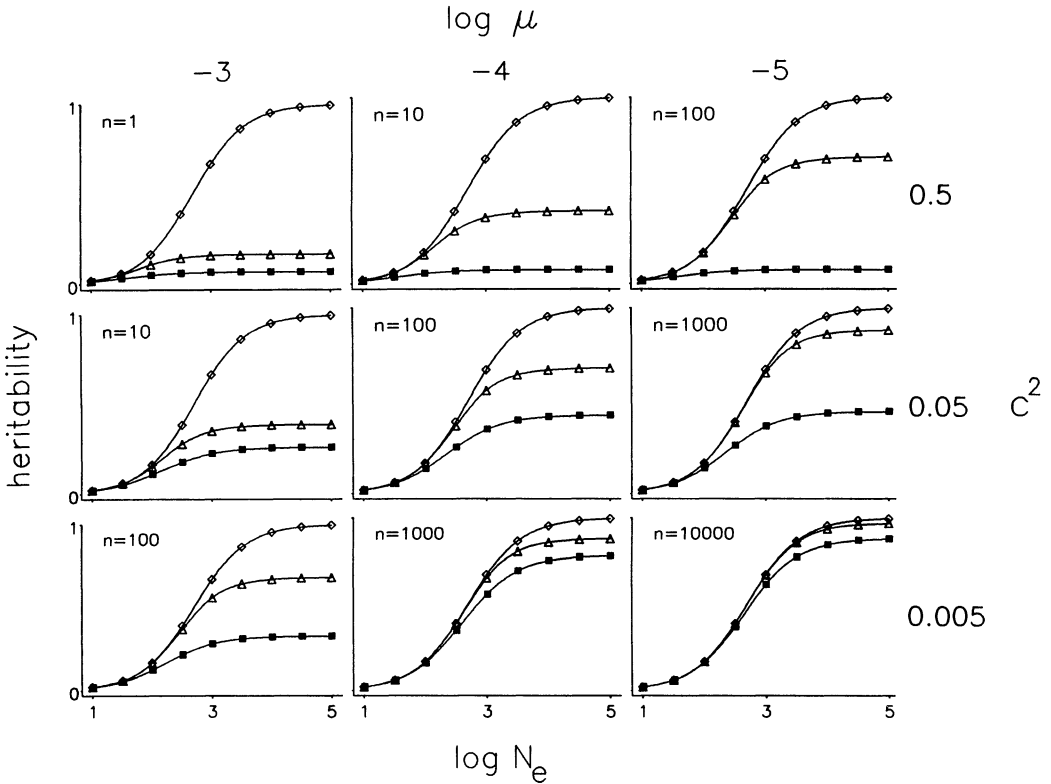 log μ
−3 −4 −5
1 n=1 n=10 n=100
0.5
0
1 n=10 n=100 n=1000
heritability
0.05 C²
0
1 n=100 n=1000 n=10000
0.005
0
1 3 5 1 3 5 1 3 5
log Nₑ